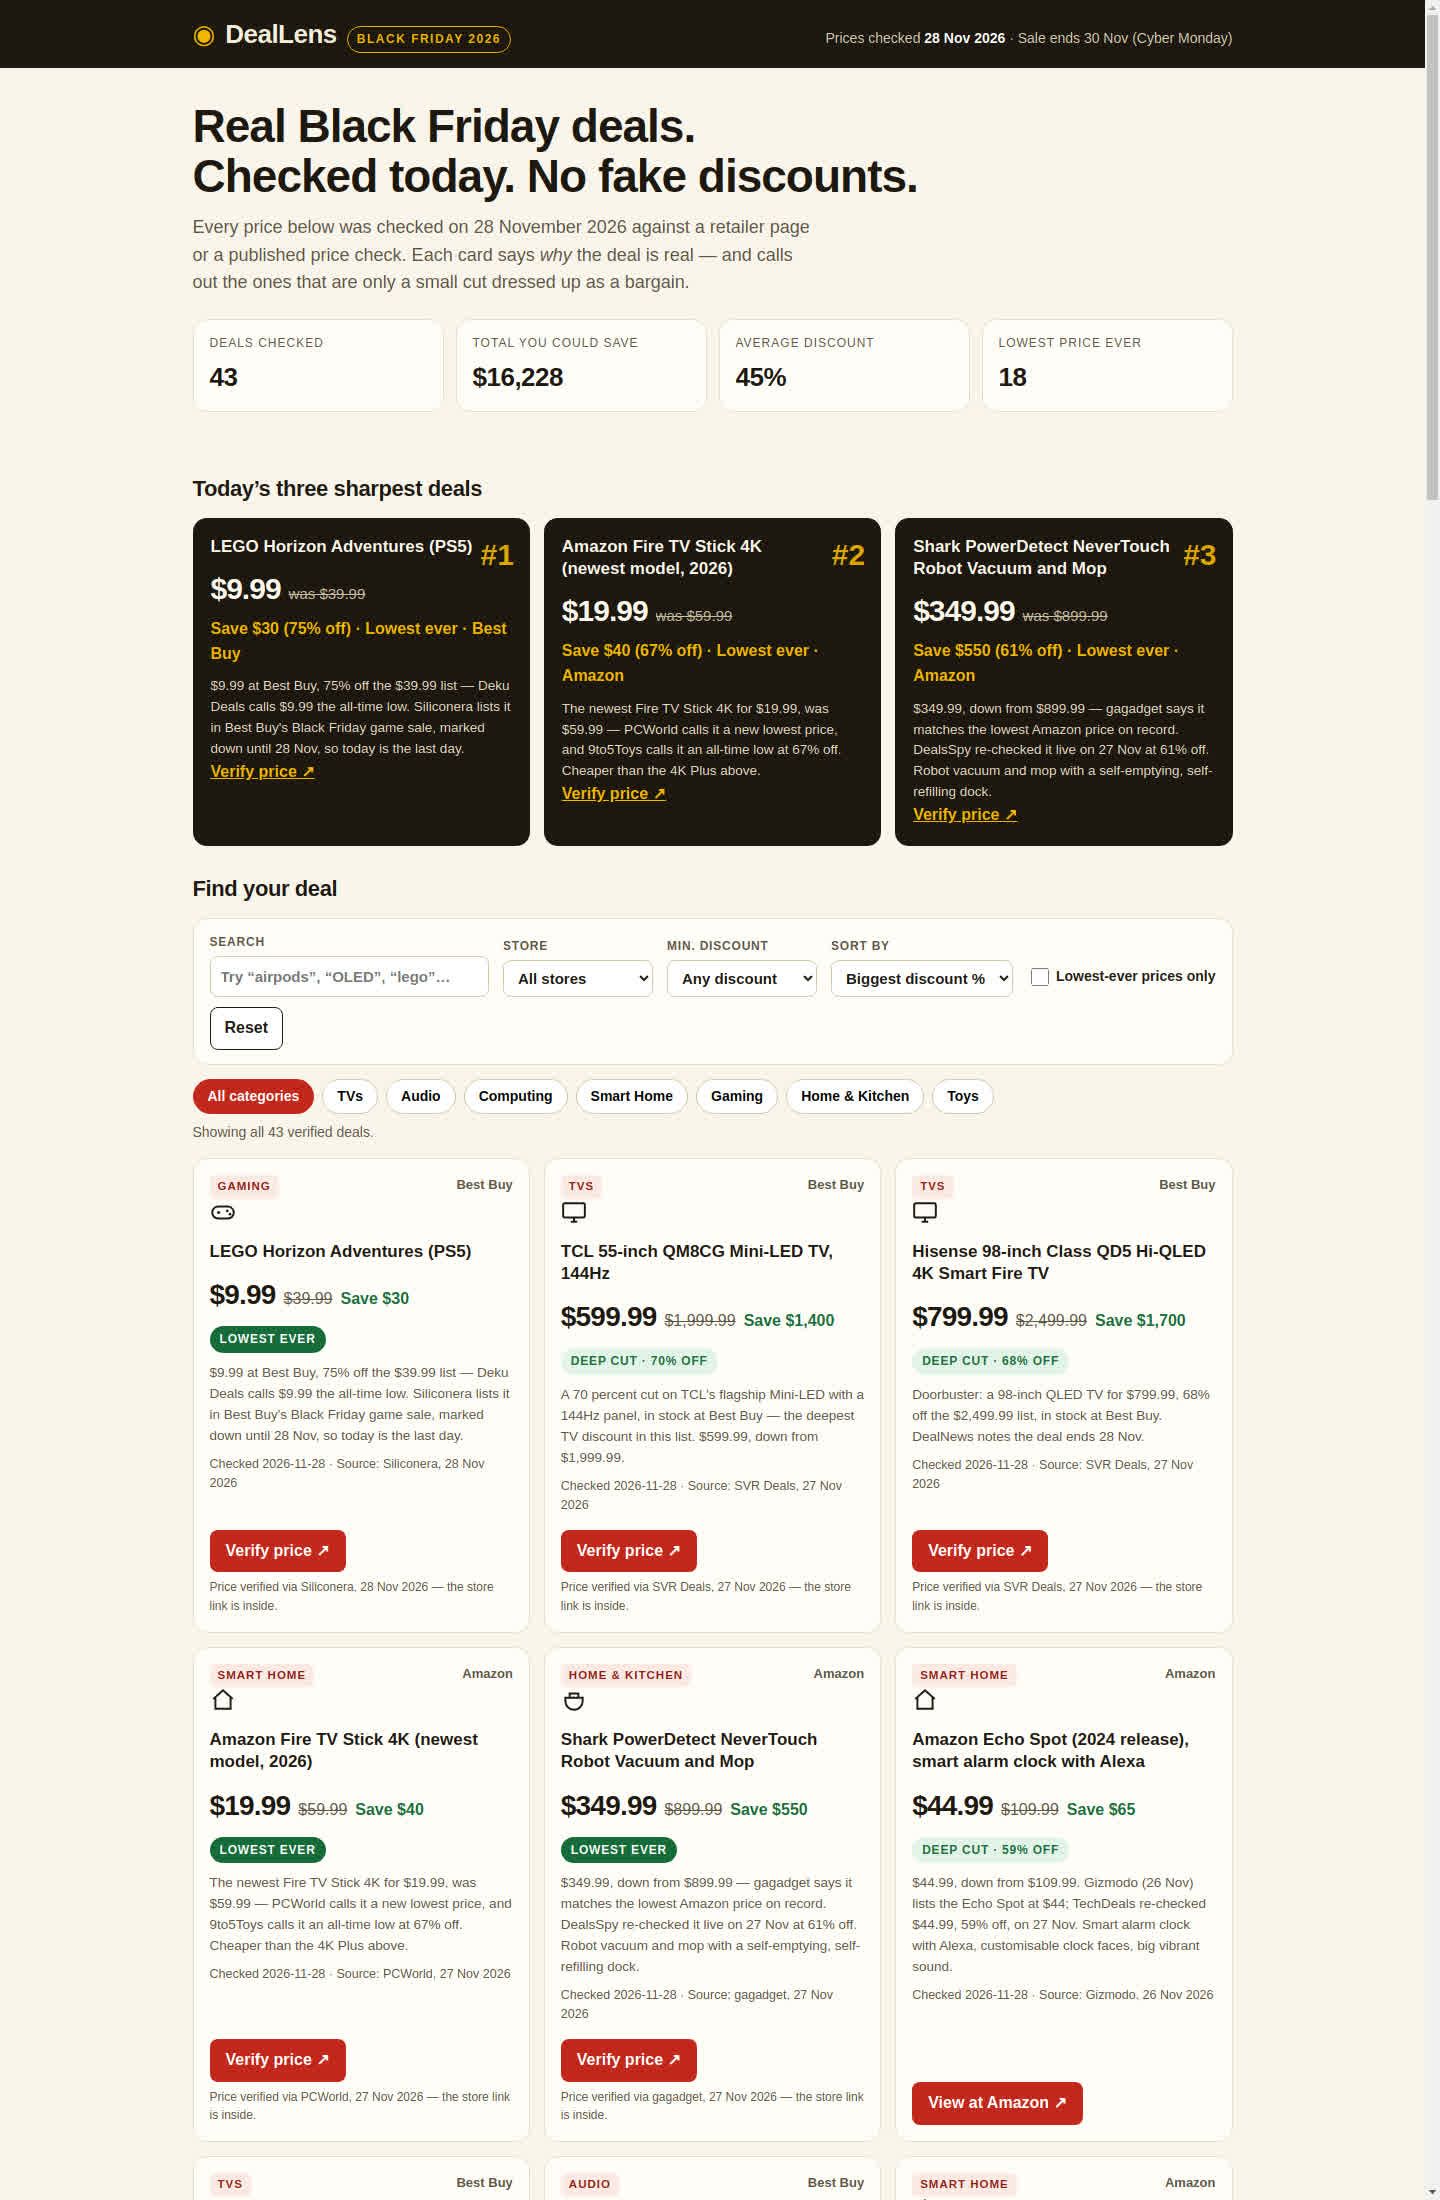 ◉ DealLens BLACK FRIDAY 2026
Prices checked 28 Nov 2026 · Sale ends 30 Nov (Cyber Monday)
Real Black Friday deals.
Checked today. No fake discounts.
Every price below was checked on 28 November 2026 against a retailer page
or a published price check. Each card says why the deal is real — and calls
out the ones that are only a small cut dressed up as a bargain.
DEALS CHECKED
43
TOTAL YOU COULD SAVE
$16,228
AVERAGE DISCOUNT
45%
LOWEST PRICE EVER
18
Today’s three sharpest deals
LEGO Horizon Adventures (PS5)
#1
$9.99 was $39.99
Save $30 (75% off) · Lowest ever · Best
Buy
$9.99 at Best Buy, 75% off the $39.99 list — Deku
Deals calls $9.99 the all-time low. Siliconera lists it
in Best Buy's Black Friday game sale, marked
down until 28 Nov, so today is the last day.
Verify price ↗
Amazon Fire TV Stick 4K
(newest model, 2026)
#2
$19.99 was $59.99
Save $40 (67% off) · Lowest ever ·
Amazon
The newest Fire TV Stick 4K for $19.99, was
$59.99 — PCWorld calls it a new lowest price,
and 9to5Toys calls it an all-time low at 67% off.
Cheaper than the 4K Plus above.
Verify price ↗
Shark PowerDetect NeverTouch
Robot Vacuum and Mop
#3
$349.99 was $899.99
Save $550 (61% off) · Lowest ever ·
Amazon
$349.99, down from $899.99 — gagadget says it
matches the lowest Amazon price on record.
DealsSpy re-checked it live on 27 Nov at 61% off.
Robot vacuum and mop with a self-emptying, self-
refilling dock.
Verify price ↗
Find your deal
SEARCH
Try “airpods”, “OLED”, “lego”…
STORE
All stores
MIN. DISCOUNT
Any discount
SORT BY
Biggest discount %
Lowest-ever prices only
Reset
All categories
TVs
Audio
Computing
Smart Home
Gaming
Home & Kitchen
Toys
Showing all 43 verified deals.
GAMING
Best Buy
LEGO Horizon Adventures (PS5)
$9.99 $39.99 Save $30
LOWEST EVER
$9.99 at Best Buy, 75% off the $39.99 list — Deku
Deals calls $9.99 the all-time low. Siliconera lists it
in Best Buy's Black Friday game sale, marked
down until 28 Nov, so today is the last day.
Checked 2026-11-28 · Source: Siliconera, 28 Nov
2026
Verify price ↗
Price verified via Siliconera, 28 Nov 2026 — the store
link is inside.
TVS
Best Buy
TCL 55-inch QM8CG Mini-LED TV,
144Hz
$599.99 $1,999.99 Save $1,400
DEEP CUT · 70% OFF
A 70 percent cut on TCL's flagship Mini-LED with a
144Hz panel, in stock at Best Buy — the deepest
TV discount in this list. $599.99, down from
$1,999.99.
Checked 2026-11-28 · Source: SVR Deals, 27 Nov
2026
Verify price ↗
Price verified via SVR Deals, 27 Nov 2026 — the store
link is inside.
TVS
Best Buy
Hisense 98-inch Class QD5 Hi-QLED
4K Smart Fire TV
$799.99 $2,499.99 Save $1,700
DEEP CUT · 68% OFF
Doorbuster: a 98-inch QLED TV for $799.99, 68%
off the $2,499.99 list, in stock at Best Buy.
DealNews notes the deal ends 28 Nov.
Checked 2026-11-28 · Source: SVR Deals, 27 Nov
2026
Verify price ↗
Price verified via SVR Deals, 27 Nov 2026 — the store
link is inside.
SMART HOME
Amazon
Amazon Fire TV Stick 4K (newest
model, 2026)
$19.99 $59.99 Save $40
LOWEST EVER
The newest Fire TV Stick 4K for $19.99, was
$59.99 — PCWorld calls it a new lowest price, and
9to5Toys calls it an all-time low at 67% off.
Cheaper than the 4K Plus above.
Checked 2026-11-28 · Source: PCWorld, 27 Nov 2026
Verify price ↗
Price verified via PCWorld, 27 Nov 2026 — the store link
is inside.
HOME & KITCHEN
Amazon
Shark PowerDetect NeverTouch
Robot Vacuum and Mop
$349.99 $899.99 Save $550
LOWEST EVER
$349.99, down from $899.99 — gagadget says it
matches the lowest Amazon price on record.
DealsSpy re-checked it live on 27 Nov at 61% off.
Robot vacuum and mop with a self-emptying, self-
refilling dock.
Checked 2026-11-28 · Source: gagadget, 27 Nov
2026
Verify price ↗
Price verified via gagadget, 27 Nov 2026 — the store link
is inside.
SMART HOME
Amazon
Amazon Echo Spot (2024 release),
smart alarm clock with Alexa
$44.99 $109.99 Save $65
DEEP CUT · 59% OFF
$44.99, down from $109.99. Gizmodo (26 Nov)
lists the Echo Spot at $44; TechDeals re-checked
$44.99, 59% off, on 27 Nov. Smart alarm clock
with Alexa, customisable clock faces, big vibrant
sound.
Checked 2026-11-28 · Source: Gizmodo, 26 Nov 2026
View at Amazon ↗
TVS
Best Buy
AUDIO
Best Buy
SMART HOME
Amazon